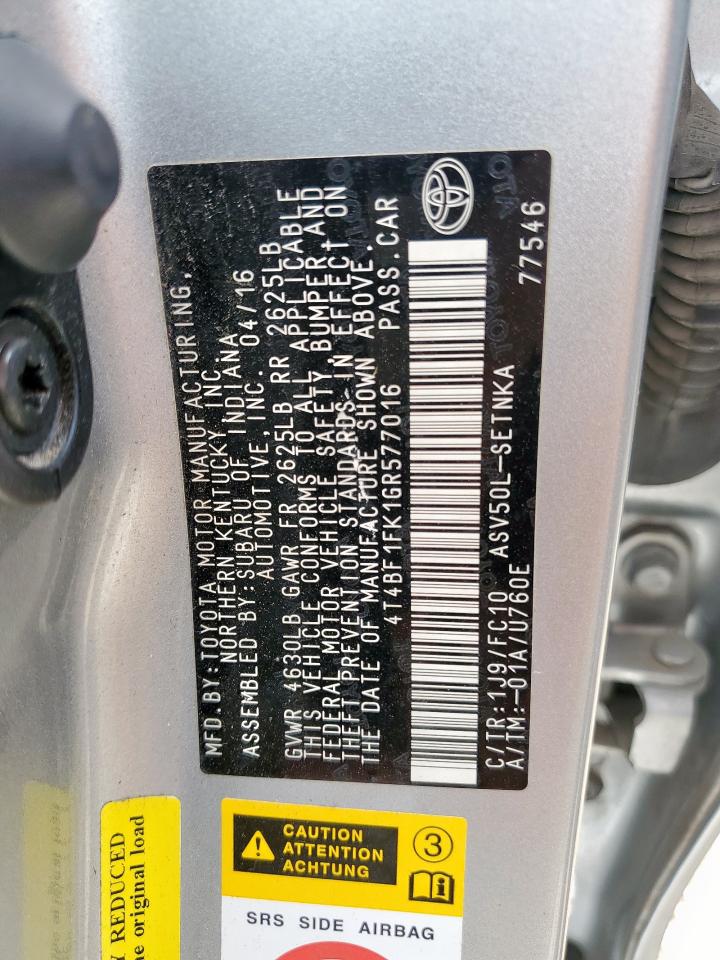 MFD.BY:TOYOTA MOTOR MANUFACTURING,
NORTHERN KENTUCKY, INC.
ASSEMBLED BY:SUBARU OF INDIANA
AUTOMOTIVE, INC. 04/16
GVWR 4630LB GAWR FR 2625LB RR 2625LB
THIS VEHICLE CONFORMS TO ALL APPLICABLE
FEDERAL MOTOR VEHICLE SAFETY, BUMPER AND
THEFT PREVENTION STANDARDS IN EFFECT ON
THE DATE OF MANUFACTURE SHOWN ABOVE.
4T4BF1FK1GR577016 PASS.CAR
C/TR:1J9/FC10 ASV50L-SETNKA
A/TM:-01A/U760E 77546
CAUTION
ATTENTION
ACHTUNG
3
SRS SIDE AIRBAG
REDUCED
original load